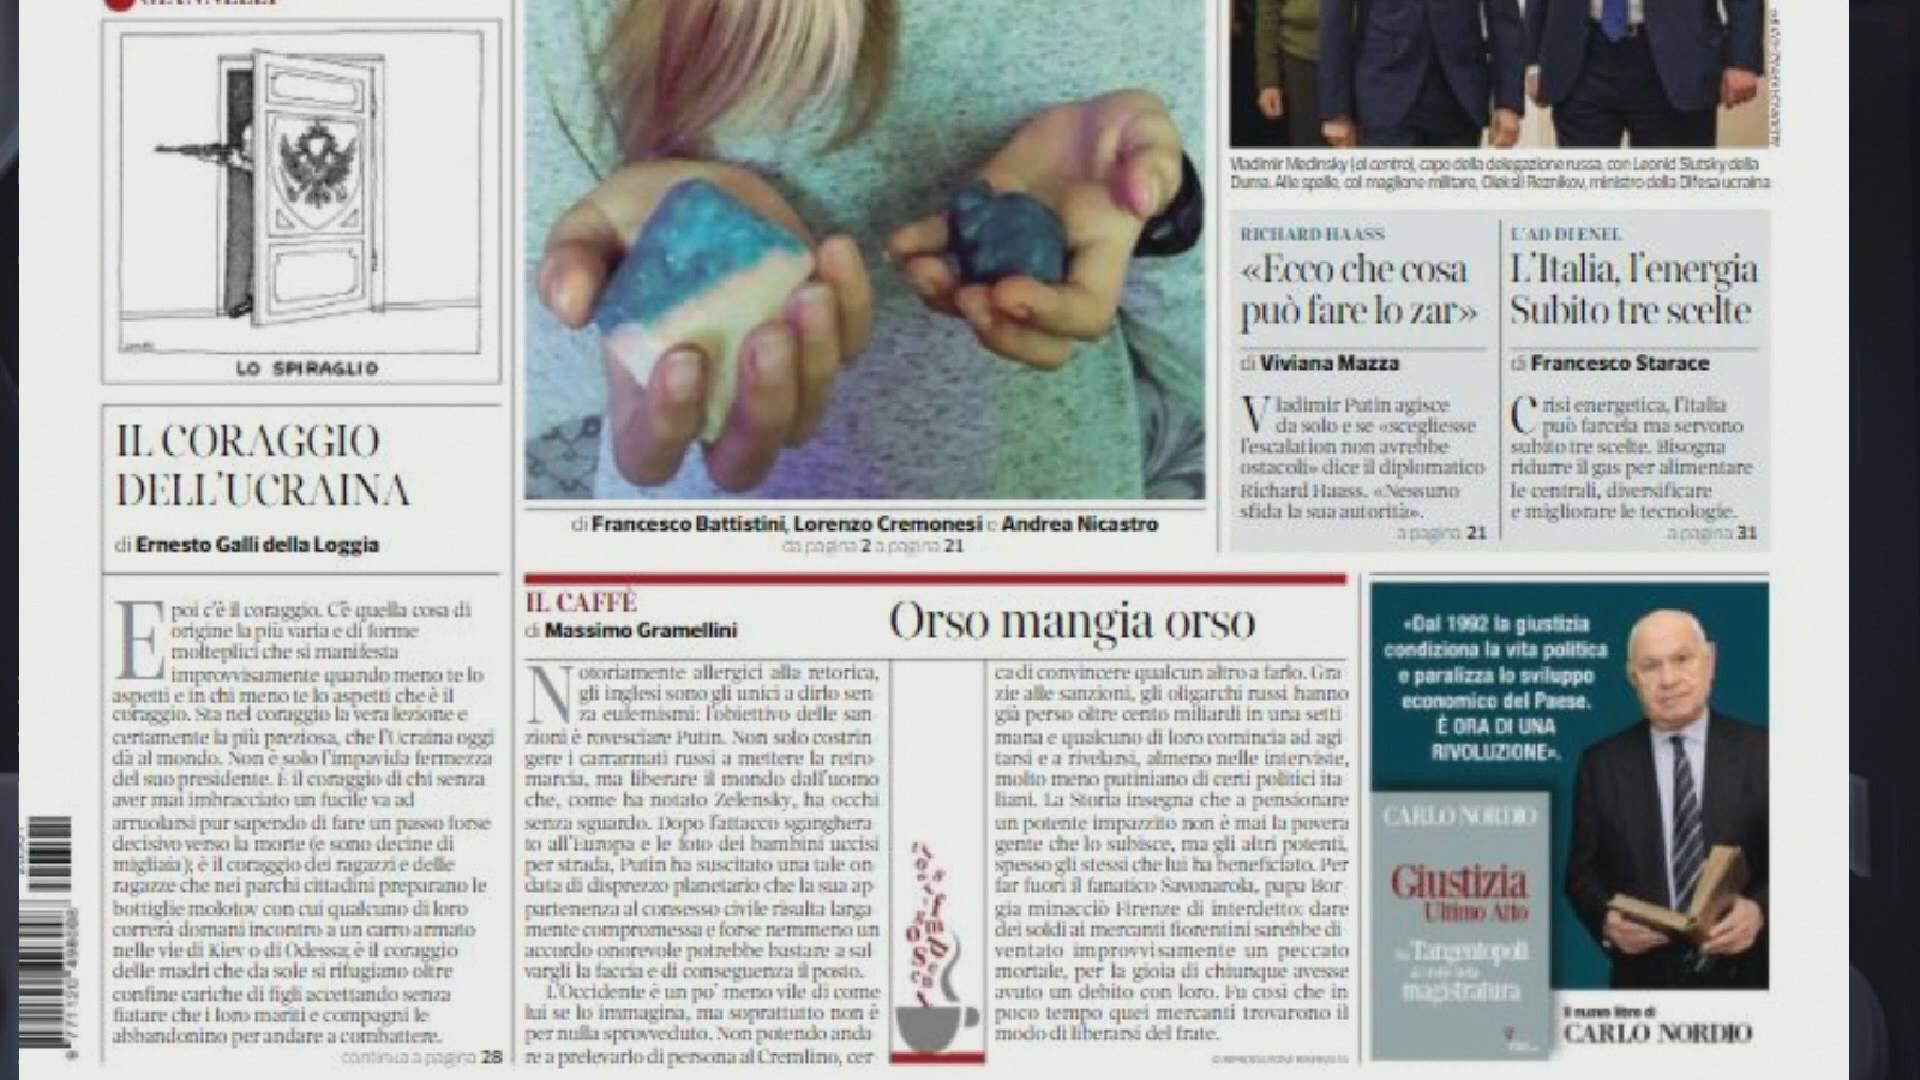 GIANNELLI
LO SPIRAGLIO
IL CORAGGIO
DELL'UCRAINA
di Ernesto Galli della Loggia
E poi c'è il coraggio. C'è quella cosa di
origine la più varia e di forme
molteplici che si manifesta
improvvisamente quando meno te lo
aspetti e in chi meno te lo aspetti che è il
coraggio. Sta nel coraggio la vera lezione e
certamente la più preziosa, che l'Ucraina oggi
dà al mondo. Non è solo l'impavida fermezza
del suo presidente. È il coraggio di chi senza
aver mai imbracciato un fucile va ad
arruolarsi pur sapendo di fare un passo forse
decisivo verso la morte (e sono decine di
migliaia); è il coraggio dei ragazzi e delle
ragazze che nei parchi cittadini preparano le
bottiglie molotov con cui qualcuno di loro
correrà domani incontro a un carro armato
nelle vie di Kiev o di Odessa; è il coraggio
delle madri che da sole si rifugiano oltre
confine cariche di figli accettando senza
fiatare che i loro mariti e compagni le
abbandonino per andare a combattere.
continua a pagina 28
di Francesco Battistini, Lorenzo Cremonesi e Andrea Nicastro
da pagina 2 a pagina 21
Vladimir Medinsky (al centro), capo della delegazione russa, con Leonid Slutsky della
Duma. Alle spalle, col maglione militare, Oleksii Reznikov, ministro della Difesa ucraina
RICHARD HAASS
«Ecco che cosa
può fare lo zar»
di Viviana Mazza
Vladimir Putin agisce
da solo e se «scegliesse
l'escalation non avrebbe
ostacoli» dice il diplomatico
Richard Haass. «Nessuno
sfida la sua autorità».
a pagina 21
L'AD DI ENEL
L'Italia, l'energia
Subito tre scelte
di Francesco Starace
Crisi energetica, l'Italia
può farcela ma servono
subito tre scelte. Bisogna
ridurre il gas per alimentare
le centrali, diversificare
e migliorare le tecnologie.
a pagina 31
IL CAFFÈ
di Massimo Gramellini
Orso mangia orso
Notoriamente allergici alla retorica,
gli inglesi sono gli unici a dirlo sen-
za eufemismi: l'obiettivo delle san-
zioni è rovesciare Putin. Non solo costrin-
gere i carrarmati russi a mettere la retro-
marcia, ma liberare il mondo dall'uomo
che, come ha notato Zelensky, ha occhi
senza sguardo. Dopo l'attacco sganghera-
to all'Europa e le foto dei bambini uccisi
per strada, Putin ha suscitato una tale on-
data di disprezzo planetario che la sua ap-
partenenza al consesso civile risulta larga-
mente compromessa e forse nemmeno un
accordo onorevole potrebbe bastare a sal-
vargli la faccia e di conseguenza il posto.
L'Occidente è un po' meno vile di come
lui se lo immagina, ma soprattutto non è
per nulla sprovveduto. Non potendo anda-
re a prelevarlo di persona al Cremlino, cer-
ca di convincere qualcun altro a farlo. Gra-
zie alle sanzioni, gli oligarchi russi hanno
già perso oltre cento miliardi in una setti-
mana e qualcuno di loro comincia ad agi-
tarsi e a rivelarsi, almeno nelle interviste,
molto meno putiniano di certi politici ita-
liani. La Storia insegna che a pensionare
un potente impazzito non è mai la povera
gente che lo subisce, ma gli altri potenti,
spesso gli stessi che lui ha beneficiato. Per
far fuori il fanatico Savonarola, papa Bor-
gia minacciò Firenze di interdetto: dare
dei soldi ai mercanti fiorentini sarebbe di-
ventato improvvisamente un peccato
mortale, per la gioia di chiunque avesse
avuto un debito con loro. Fu così che in
poco tempo quei mercanti trovarono il
modo di liberarsi del frate.
© RIPRODUZIONE RISERVATA
«Dal 1992 la giustizia
condiziona la vita politica
e paralizza lo sviluppo
economico del Paese.
È ORA DI UNA
RIVOLUZIONE».
CARLO NORDIO
Giustizia
Ultimo Atto
Da Tangentopoli
magistratura
Il nuovo libro di
CARLO NORDIO
9 771120 498008